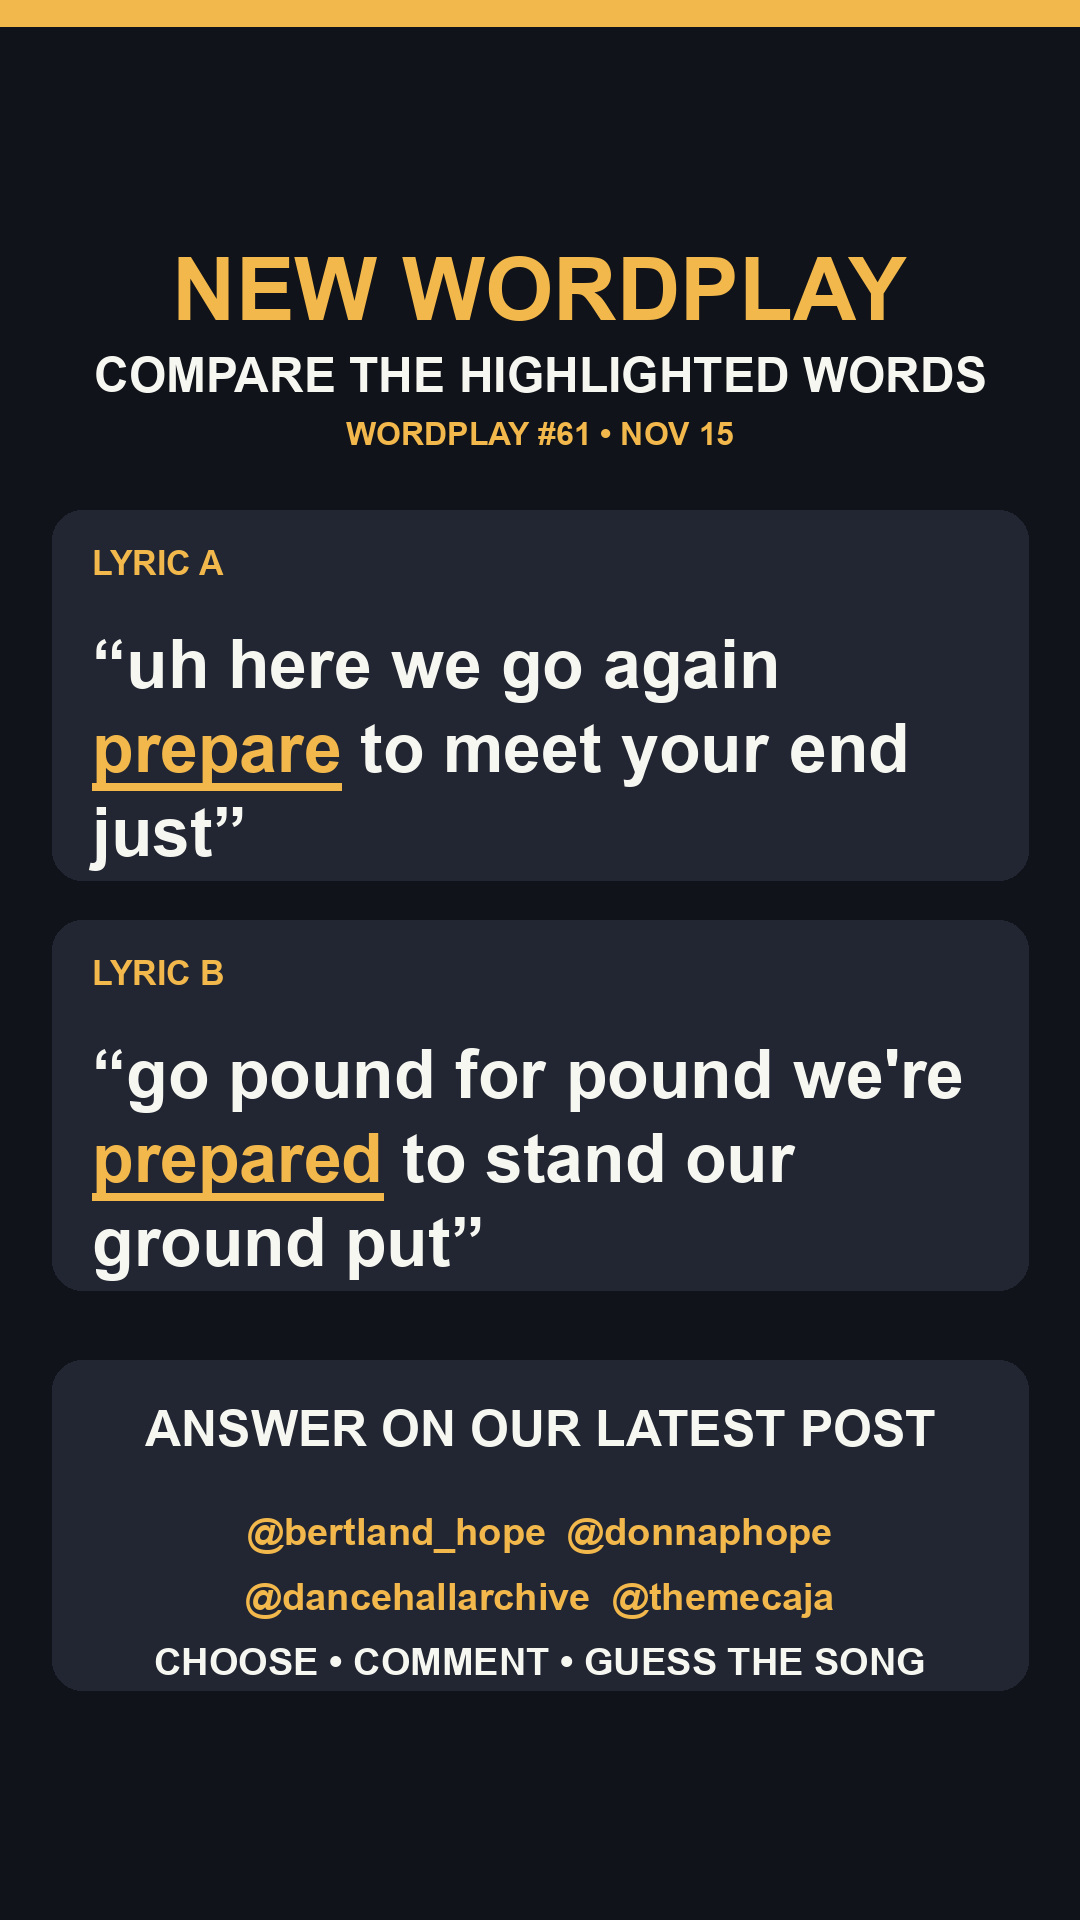 NEW WORDPLAY
COMPARE THE HIGHLIGHTED WORDS
WORDPLAY #61 • NOV 15
LYRIC A
“uh here we go again
prepare to meet your end
just”
LYRIC B
“go pound for pound we're
prepared to stand our
ground put”
ANSWER ON OUR LATEST POST
@bertland_hope @donnaphope
@dancehallarchive @themecaja
CHOOSE • COMMENT • GUESS THE SONG